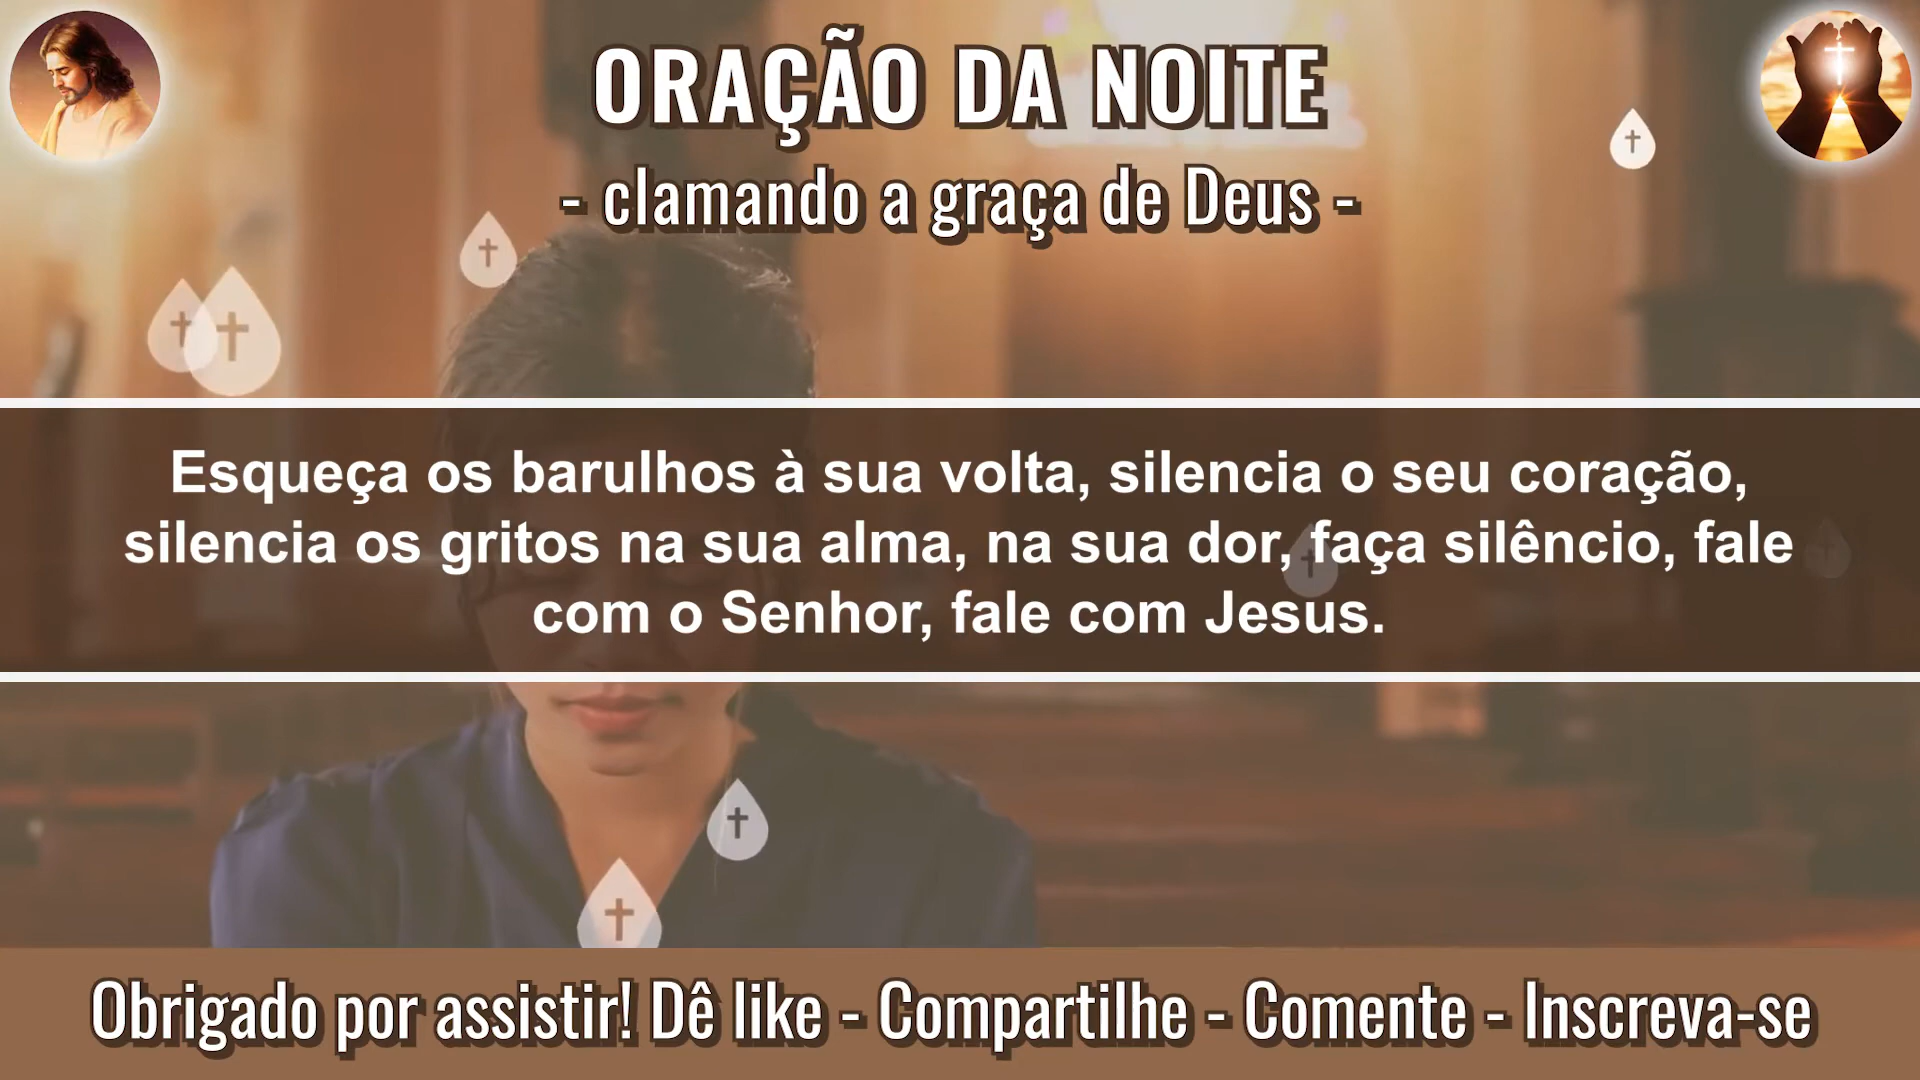 ORAÇÃO DA NOITE
- clamando a graça de Deus -
Esqueça os barulhos à sua volta, silencia o seu coração,
silencia os gritos na sua alma, na sua dor, faça silêncio, fale
com o Senhor, fale com Jesus.
Obrigado por assistir! Dê like - Compartilhe - Comente - Inscreva-se